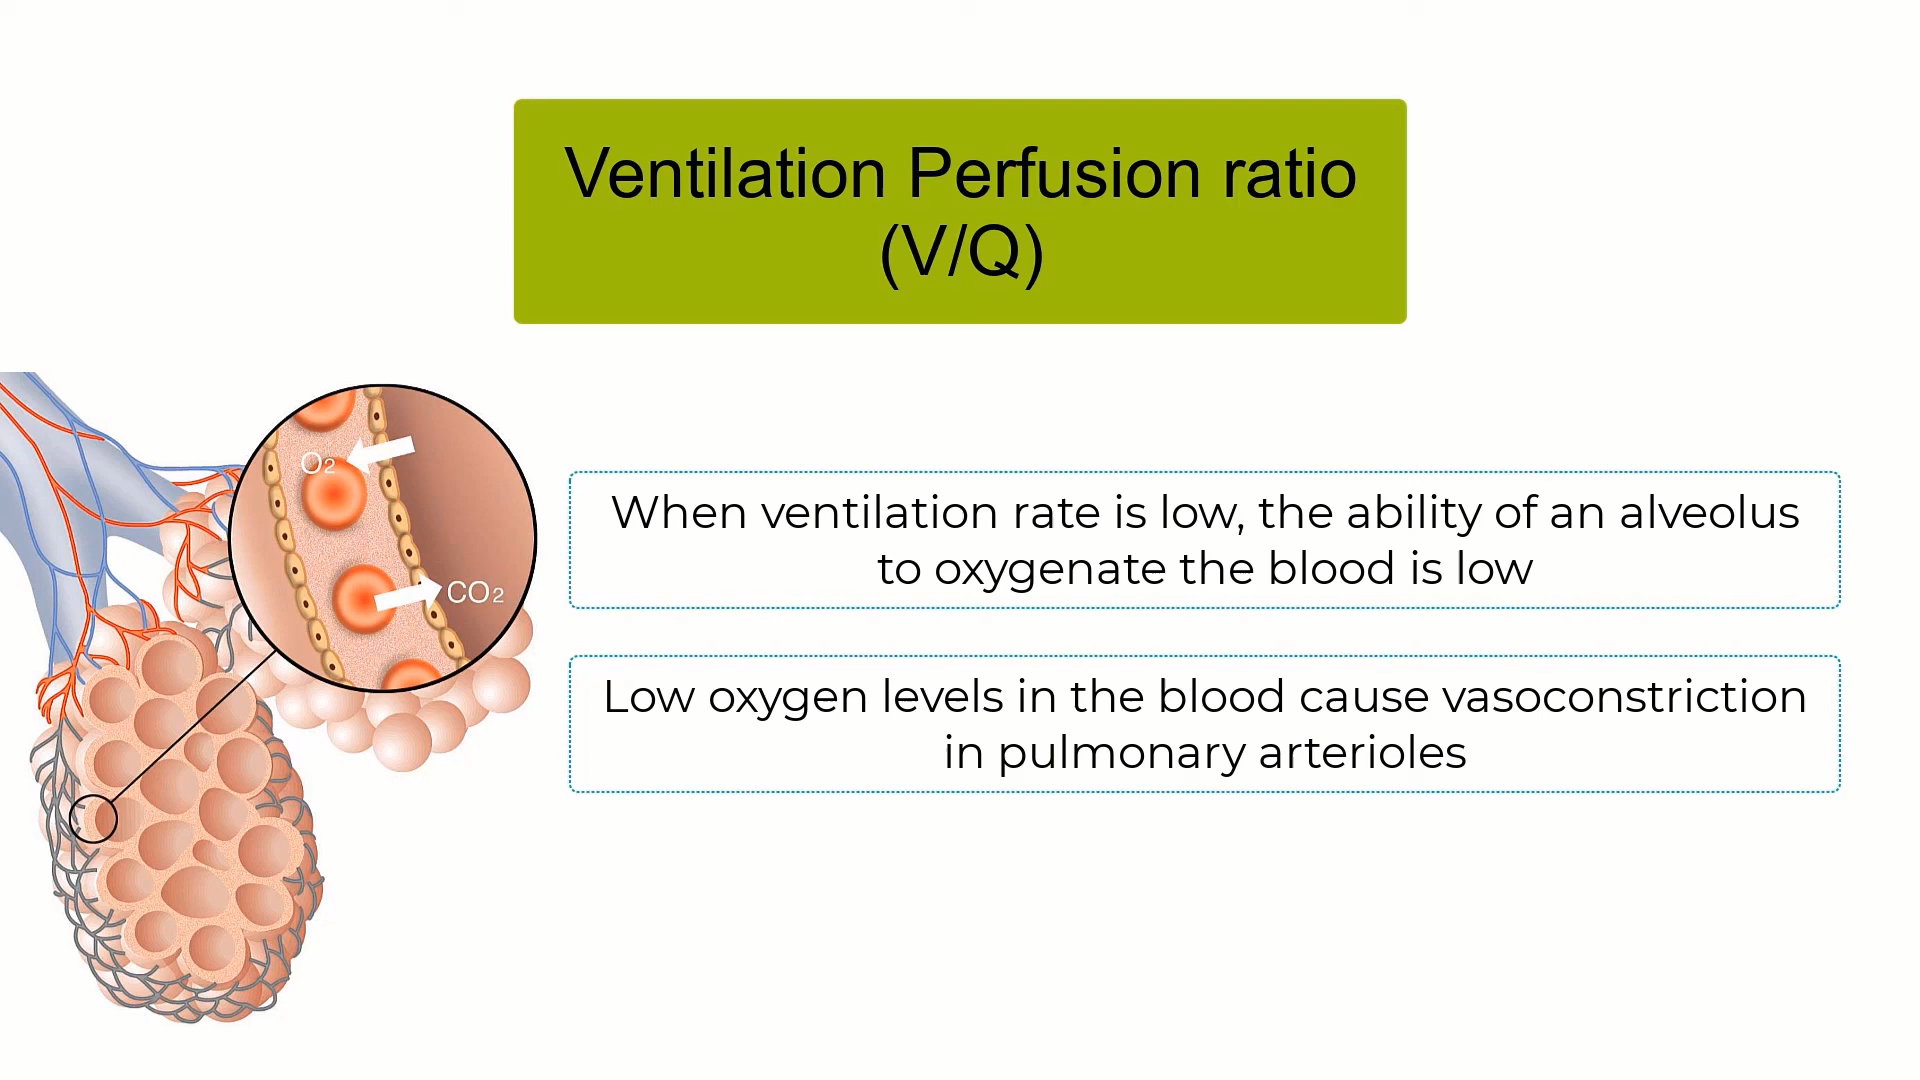 Ventilation Perfusion ratio
(V/Q)
O2
CO2
When ventilation rate is low, the ability of an alveolus
to oxygenate the blood is low
Low oxygen levels in the blood cause vasoconstriction
in pulmonary arterioles